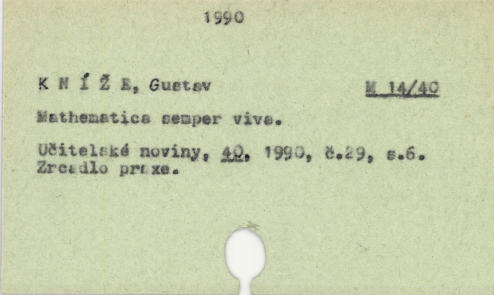 1990
K N Í Ž E, Gustav
M 14/40
Mathematica semper viva.
Učitelské noviny, 40, 1990, č.29, s.6.
Zrcadlo praxe.